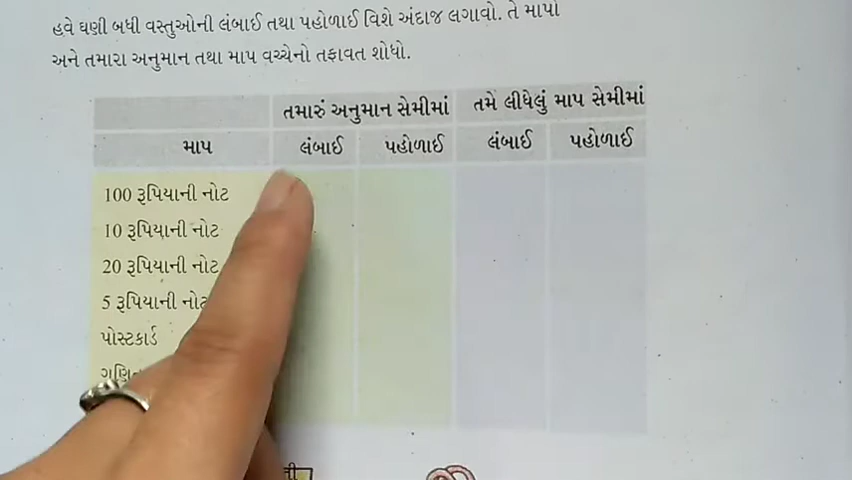 હવે ઘણી બધી વસ્તુઓની લંબાઈ તથા પહોળાઈ વિશે અંદાજ લગાવો. તે માપો
અને તમારા અનુમાન તથા માપ વચ્ચેનો તફાવત શોધો.
તમારું અનુમાન સેમીમાં તમે લીધેલું માપ સેમીમાં
માપ લંબાઈ પહોળાઈ લંબાઈ પહોળાઈ
100 રૂપિયાની નોટ
10 રૂપિયાની નોટ
20 રૂપિયાની નોટ
5 રૂપિયાની નોટ
પોસ્ટકાર્ડ